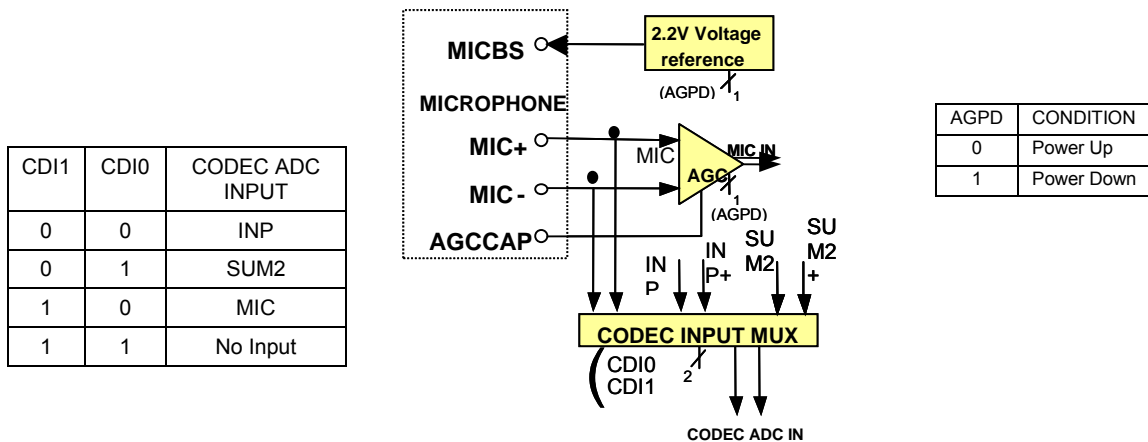 CDI1 CDI0 CODEC ADC INPUT
0 0 INP
0 1 SUM2
1 0 MIC
1 1 No Input
2.2V Voltage
reference
(AGPD)
1
MICBS
MICROPHONE
MIC+
MIC -
AGCCAP
MIC
MIC IN
AGC
1
(AGPD)
IN
P
IN
P+
SU
M2
SU
M2
+
CODEC INPUT MUX
(
CDI0
CDI1
2
CODEC ADC IN
AGPD CONDITION
0 Power Up
1 Power Down